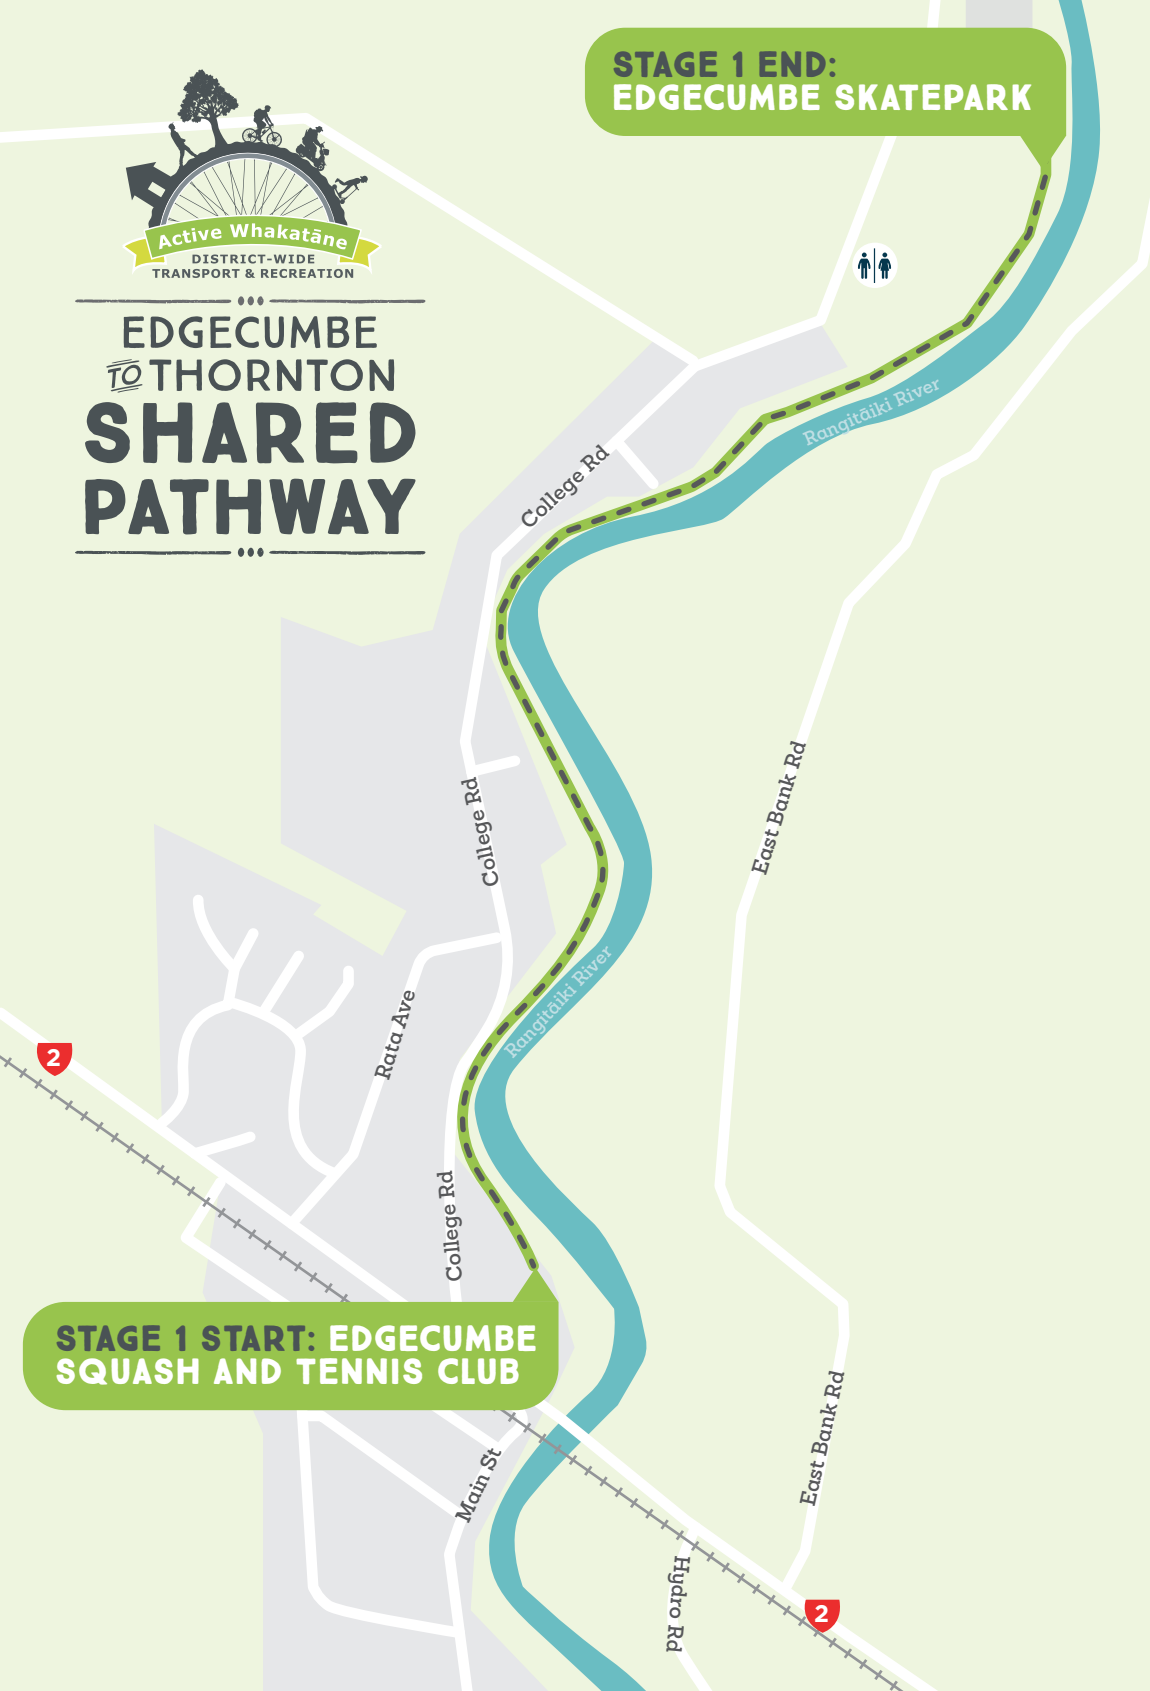 STAGE 1 END:
EDGECUMBE SKATEPARK
Active Whakatāne
DISTRICT-WIDE
TRANSPORT & RECREATION
EDGECUMBE
TO THORNTON
SHARED
PATHWAY
Rangitāiki River
College Rd
East Bank Rd
College Rd
Rangitāiki River
Rata Ave
2
College Rd
STAGE 1 START: EDGECUMBE
SQUASH AND TENNIS CLUB
East Bank Rd
Main St
Hydro Rd
2